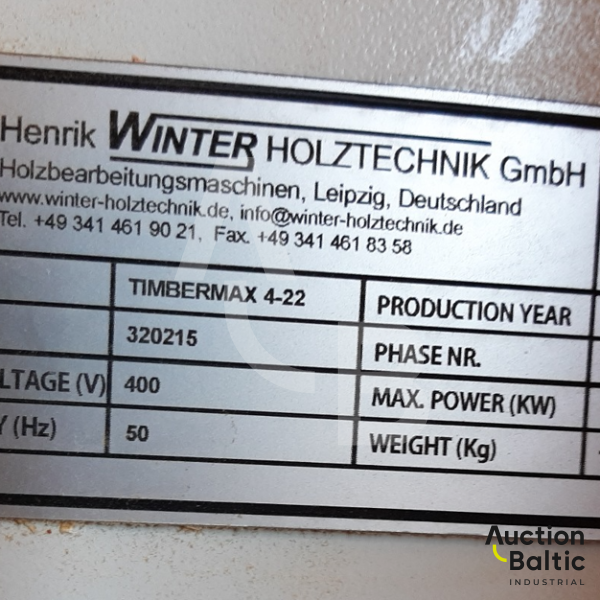 Henrik WINTER HOLZTECHNIK GmbH
Holzbearbeitungsmaschinen, Leipzig, Deutschland
www.winter-holztechnik.de, info@winter-holztechnik.de
Tel. +49 341 461 90 21, Fax. +49 341 461 83 58
TIMBERMAX 4-22 PRODUCTION YEAR
320215 PHASE NR.
LTAGE (V) 400 MAX. POWER (KW)
Y (Hz) 50 WEIGHT (Kg)
Auction
Baltic
INDUSTRIAL